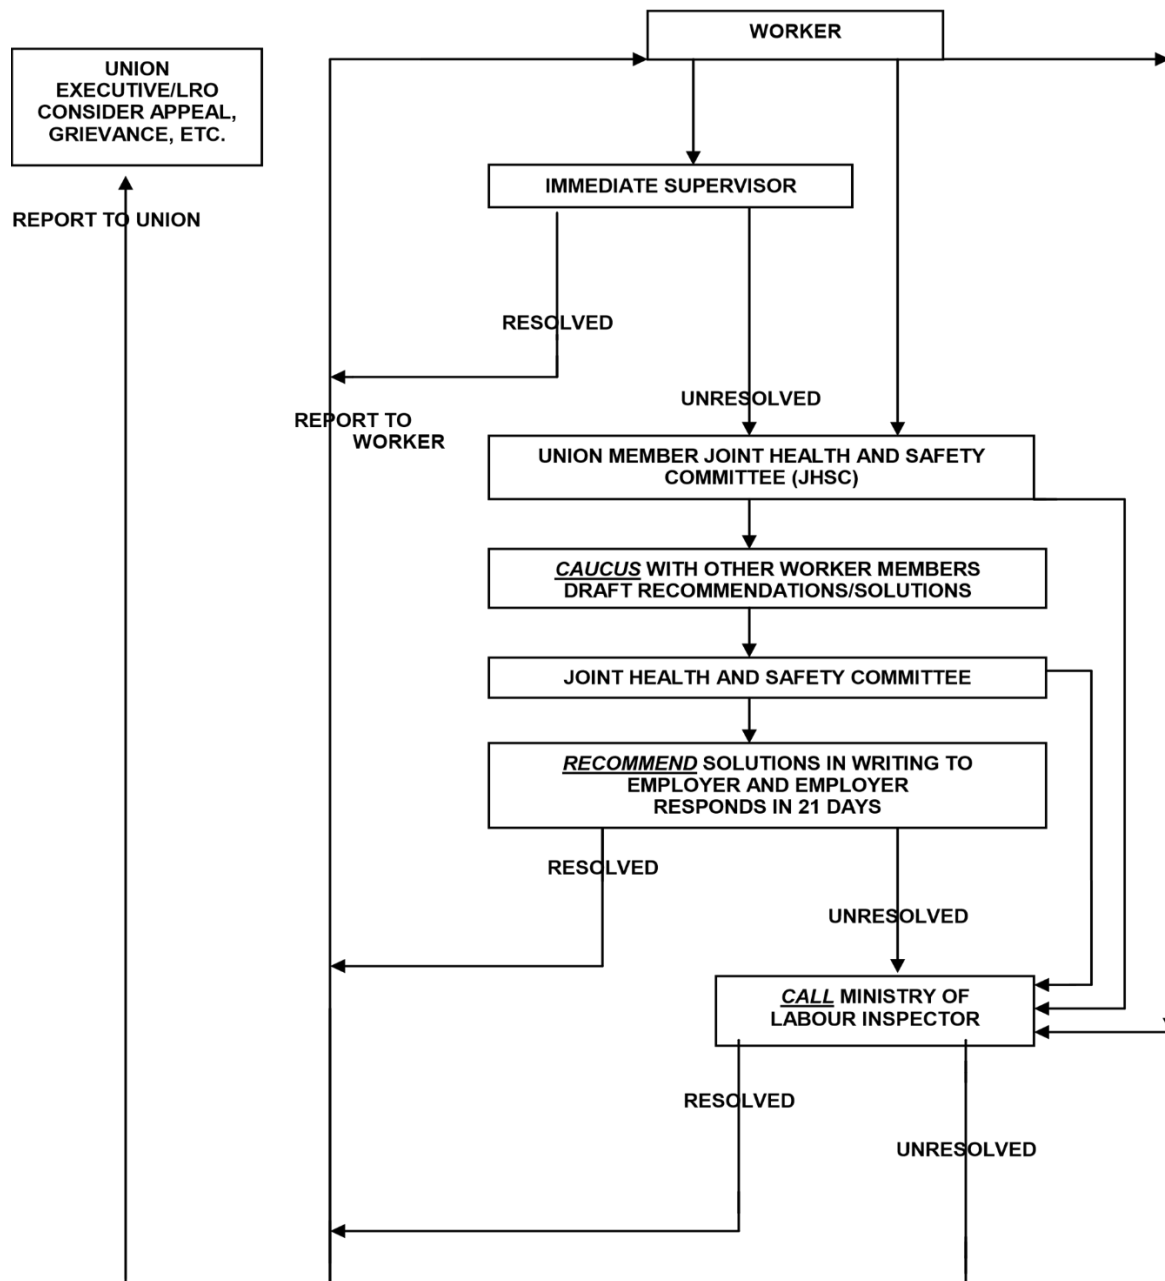 WORKER
UNION
EXECUTIVE/LRO
CONSIDER APPEAL,
GRIEVANCE, ETC.
IMMEDIATE SUPERVISOR
REPORT TO UNION
RESOLVED
UNRESOLVED
REPORT TO
WORKER
UNION MEMBER JOINT HEALTH AND SAFETY
COMMITTEE (JHSC)
CAUCUS WITH OTHER WORKER MEMBERS
DRAFT RECOMMENDATIONS/SOLUTIONS
JOINT HEALTH AND SAFETY COMMITTEE
RECOMMEND SOLUTIONS IN WRITING TO
EMPLOYER AND EMPLOYER
RESPONDS IN 21 DAYS
RESOLVED
UNRESOLVED
CALL MINISTRY OF
LABOUR INSPECTOR
RESOLVED
UNRESOLVED